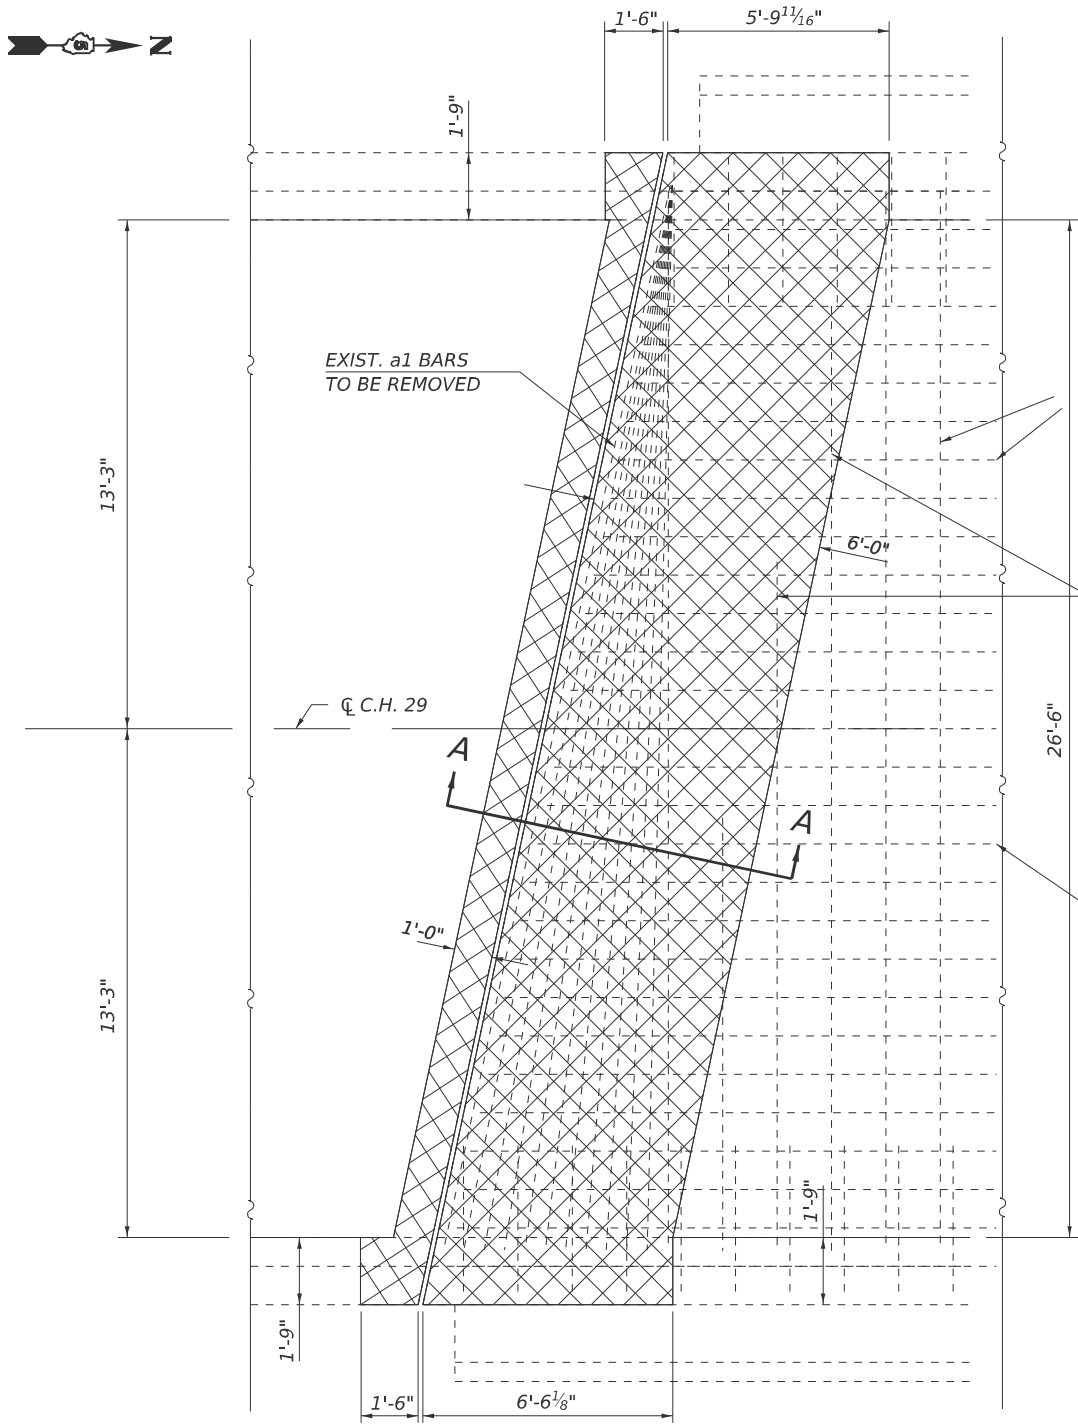 1'-6"
5'-9 11/16"
5
N
1'-9"
EXIST. a1 BARS
TO BE REMOVED
13'-3"
6'-0"
℄ C.H. 29
A
A
26'-6"
1'-0"
13'-3"
1'-9"
1'-9"
1'-6"
6'-6 1/8"